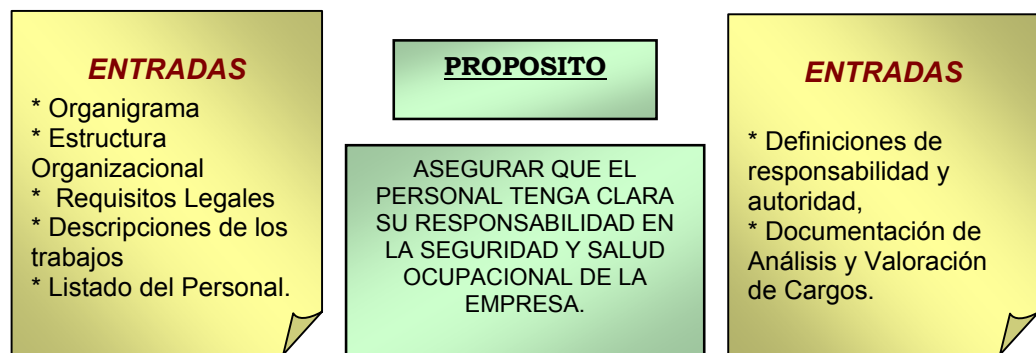 ENTRADAS
* Organigrama
* Estructura
Organizacional
* Requisitos Legales
* Descripciones de los
trabajos
* Listado del Personal.
PROPOSITO
ASEGURAR QUE EL
PERSONAL TENGA CLARA
SU RESPONSABILIDAD EN
LA SEGURIDAD Y SALUD
OCUPACIONAL DE LA
EMPRESA.
ENTRADAS
* Definiciones de
responsabilidad y
autoridad,
* Documentación de
Análisis y Valoración
de Cargos.